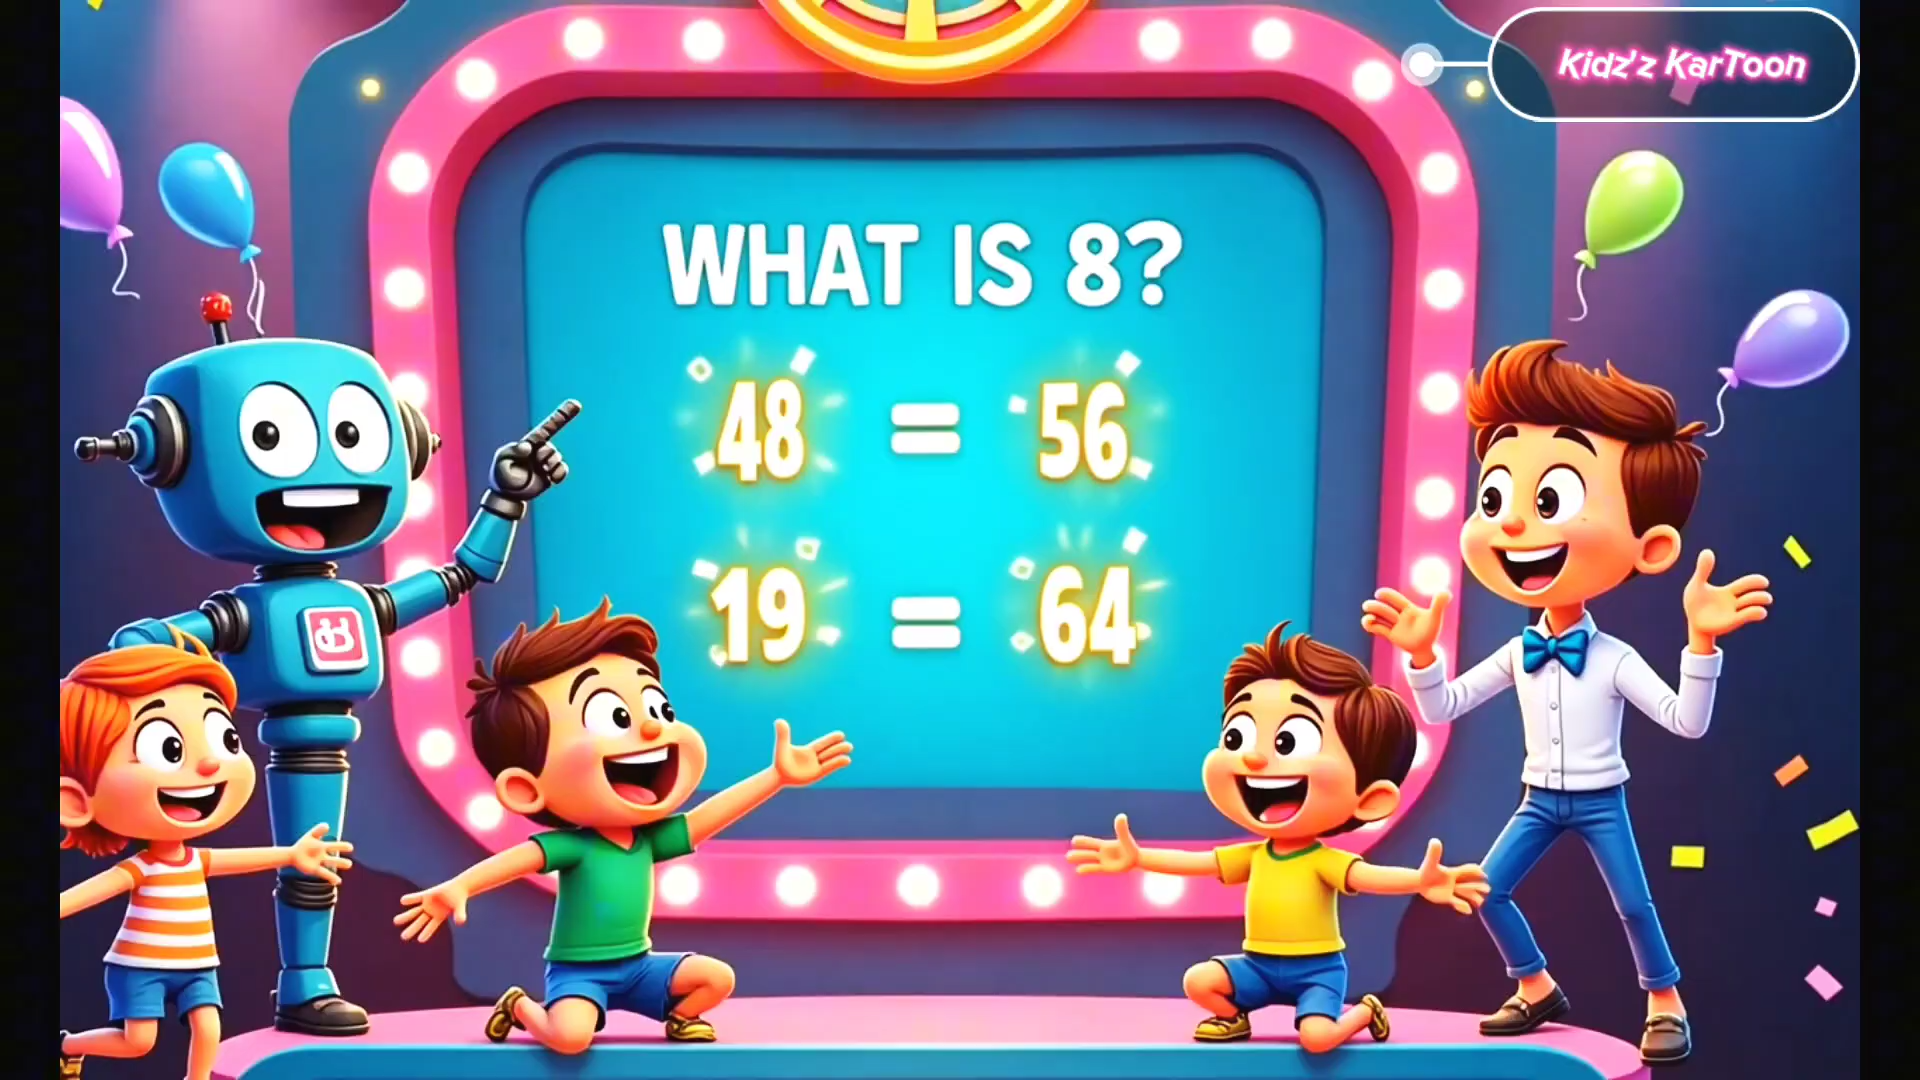 Kidz'z KarToon
WHAT IS 8?
48 = 56
19 = 64